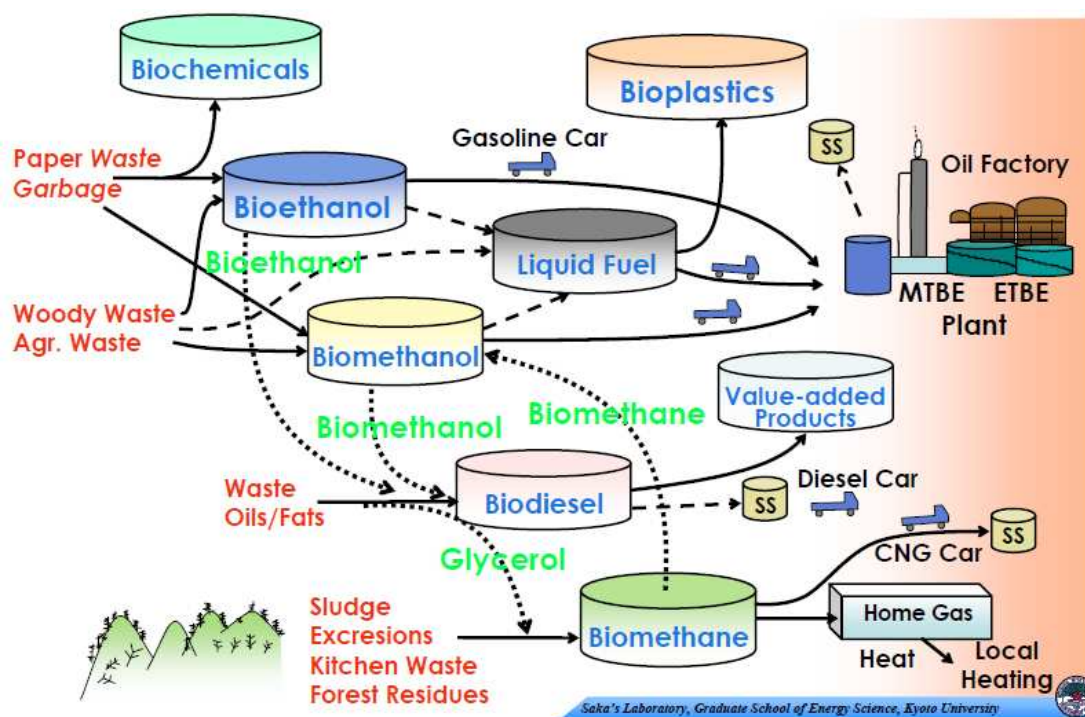 Biochemicals
Bioplastics
Gasoline Car
SS
Oil Factory
Paper Waste
Garbage
Bioethanol
Bioethanol
Liquid Fuel
MTBE ETBE
Plant
Woody Waste
Agr. Waste
Biomethanol
Value-added
Products
Biomethanol
Biomethane
Waste
Oils/Fats
Biodiesel
SS
Diesel Car
SS
CNG Car
Glycerol
Sludge
Excresions
Kitchen Waste
Forest Residues
Biomethane
Home Gas
Heat
Local
Heating
Saka's Laboratory, Graduate School of Energy Science, Kyoto University